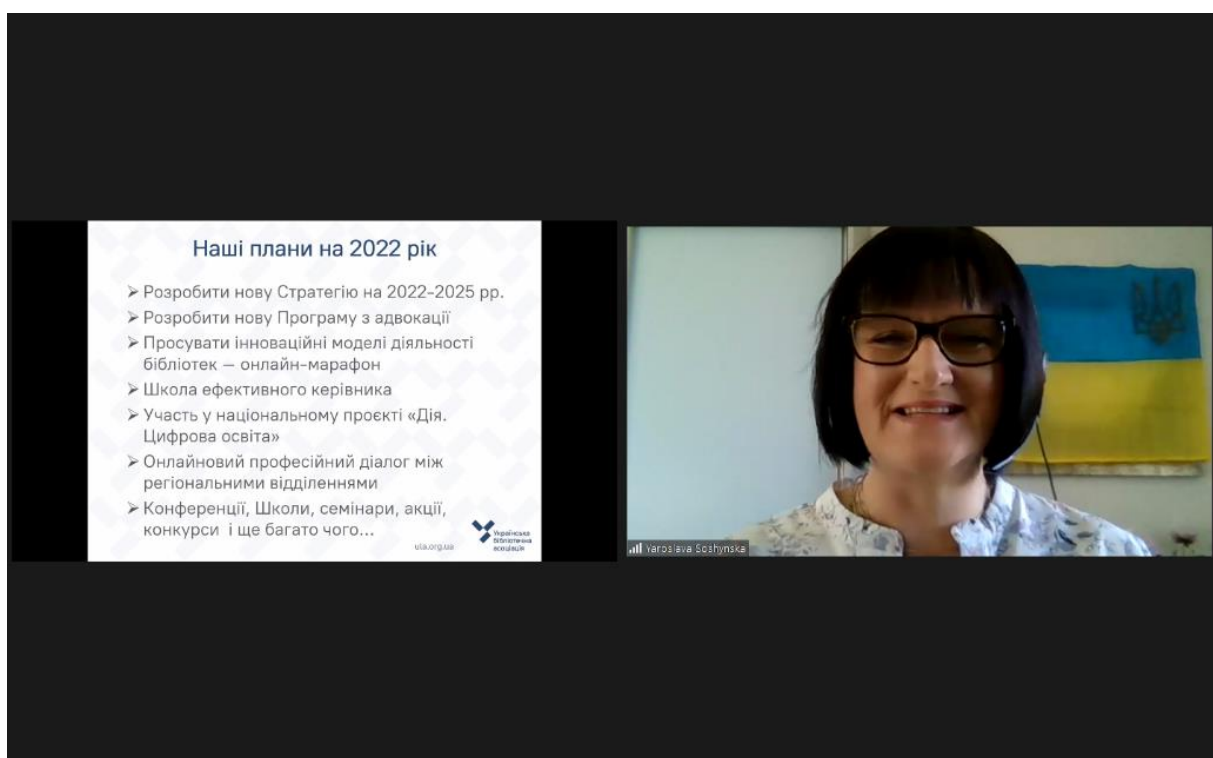 Наші плани на 2022 рік
➢ Розробити нову Стратегію на 2022-2025 рр.
➢ Розробити нову Програму з адвокації
➢ Просувати інноваційні моделі діяльності
бібліотек — онлайн-марафон
➢ Школа ефективного керівника
➢ Участь у національному проєкті «Дія.
Цифрова освіта»
➢ Онлайновий професійний діалог між
регіональними відділеннями
➢ Конференції, Школи, семінари, акції,
конкурси і ще багато чого...
ula.org.ua
Українська
бібліотечна
асоціація
Yaroslava Soshynska